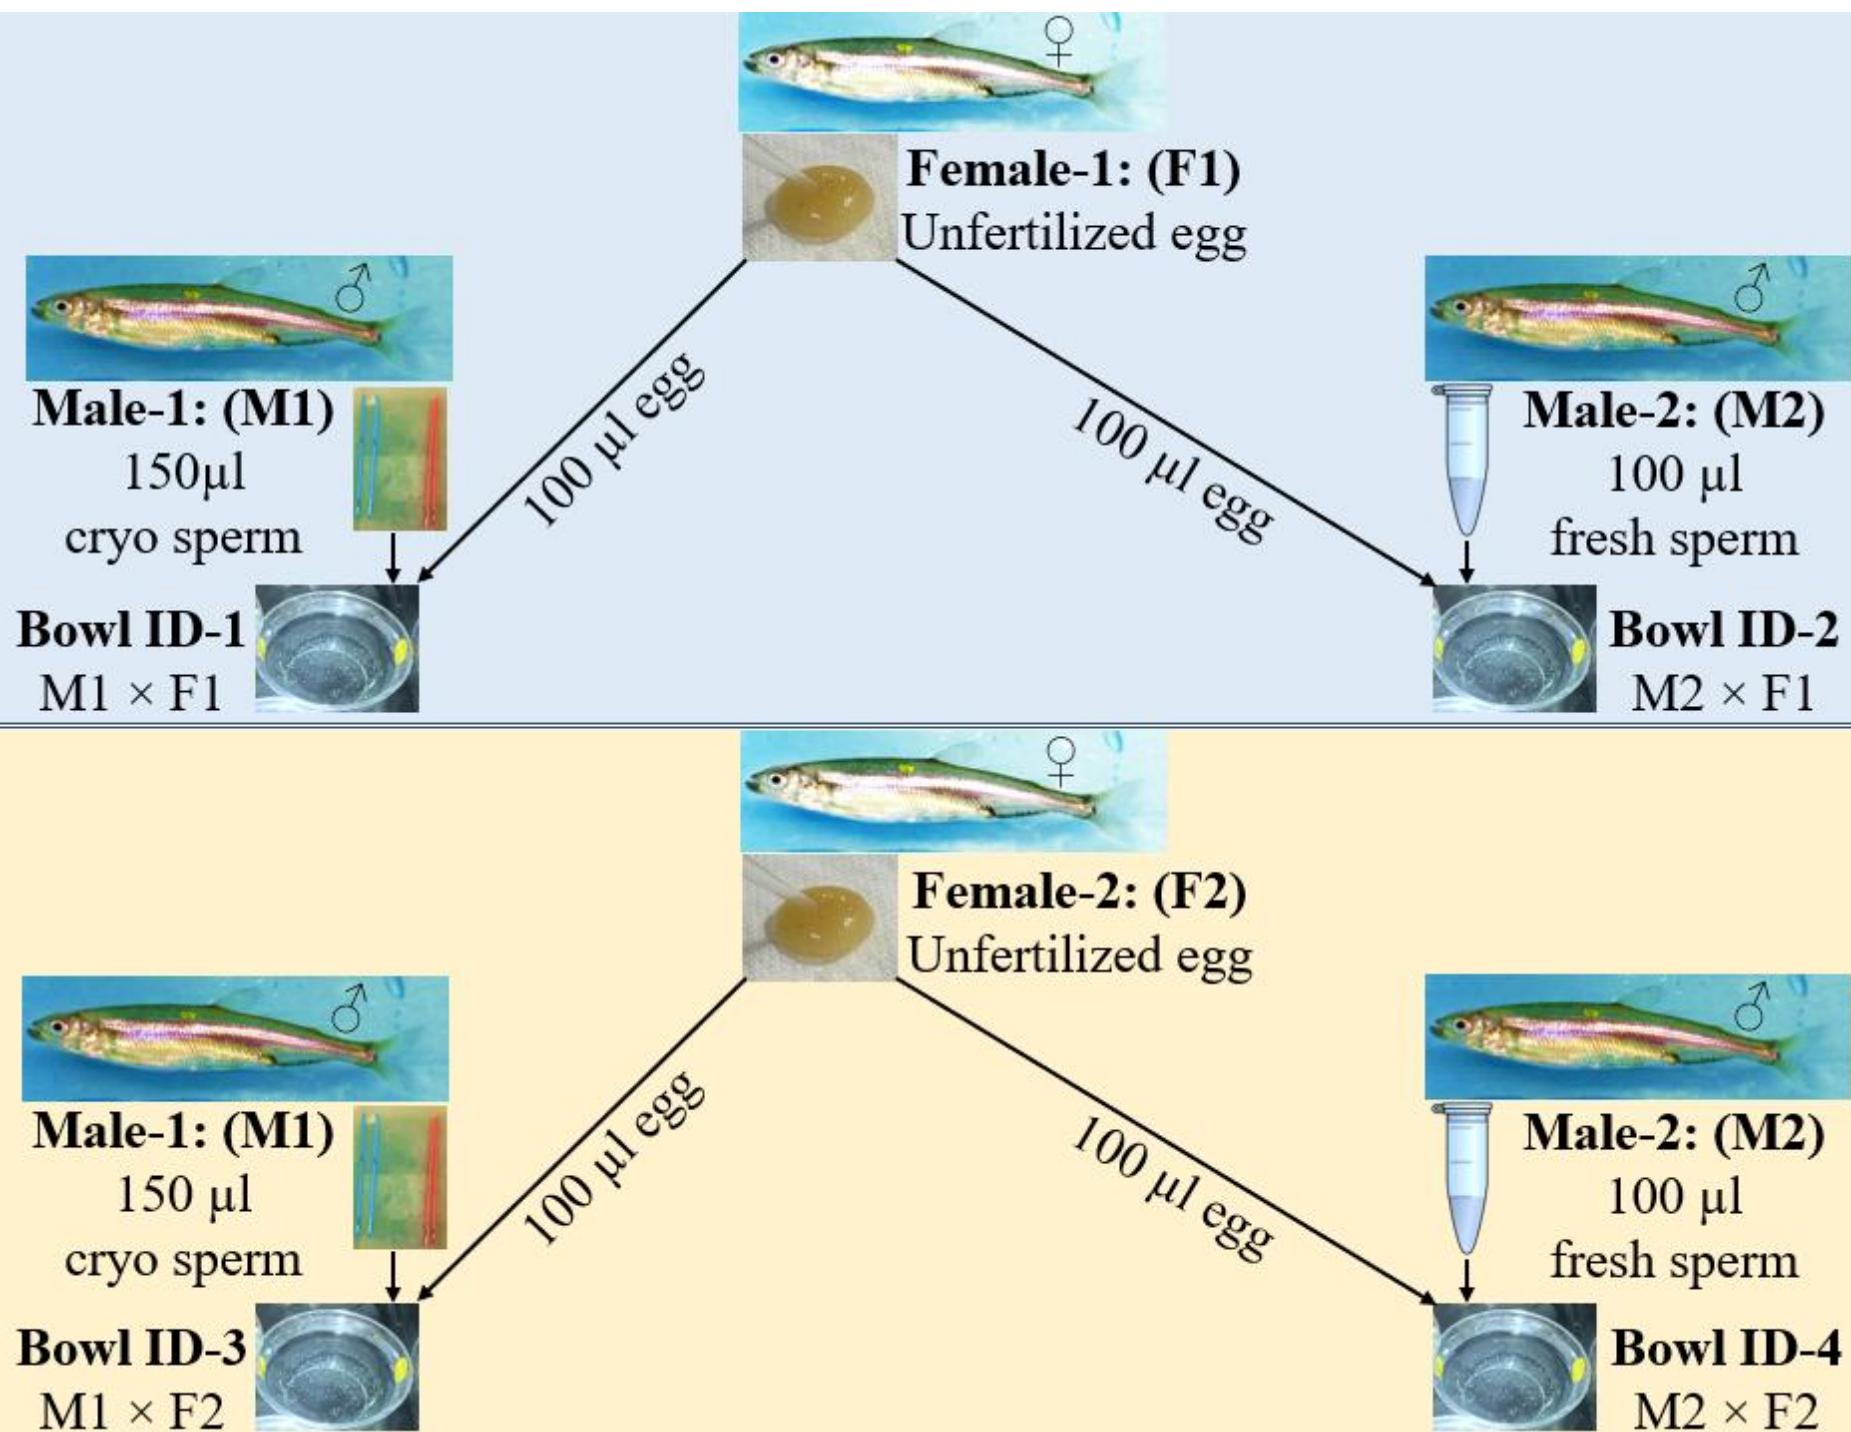 ♀
Female-1: (F1)
Unfertilized egg
♂
Male-1: (M1)
150µl
cryo sperm
100 µl egg
100 µl egg
♂
Male-2: (M2)
100 µl
fresh sperm
Bowl ID-1
M1 × F1
Bowl ID-2
M2 × F1
♀
Female-2: (F2)
Unfertilized egg
♂
Male-1: (M1)
150 µl
cryo sperm
100 µl egg
100 µl egg
♂
Male-2: (M2)
100 µl
fresh sperm
Bowl ID-3
M1 × F2
Bowl ID-4
M2 × F2